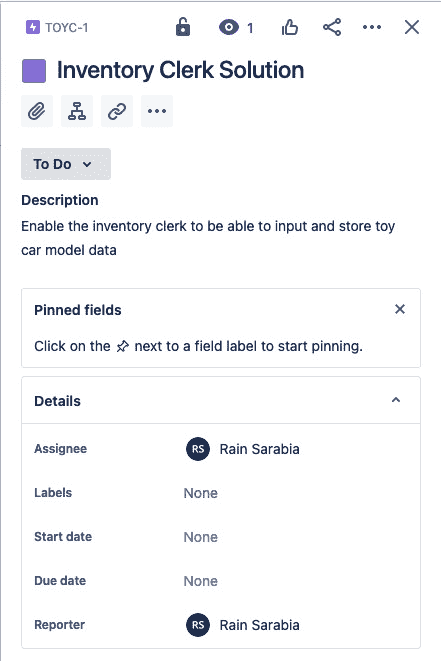 TOYC-1
1
Inventory Clerk Solution
To Do
Description
Enable the inventory clerk to be able to input and store toy
car model data
Pinned fields
Click on the next to a field label to start pinning.
Details
Assignee RS Rain Sarabia
Labels None
Start date None
Due date None
Reporter RS Rain Sarabia